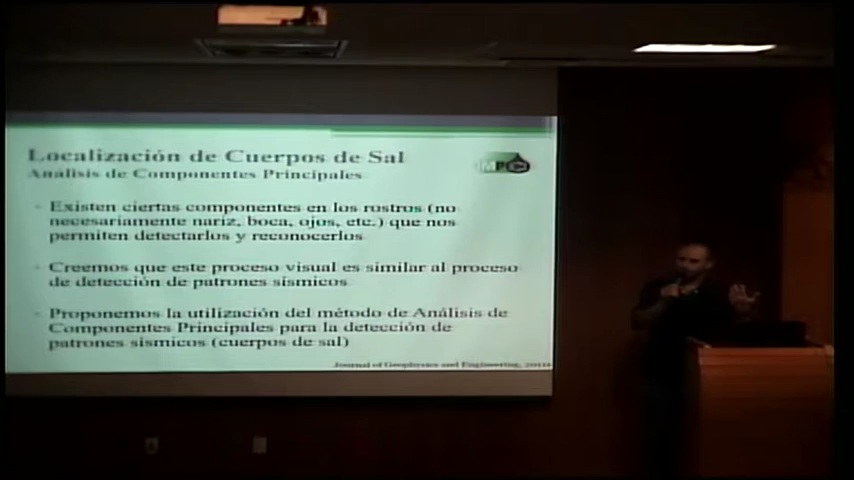 Localización de Cuerpos de Sal
Análisis de Componentes Principales
MP
Existen ciertas componentes en los rostros (no
necesariamente nariz, boca, ojos, etc.) que nos
permiten detectarlos y reconocerlos
Creemos que este proceso visual es similar al proceso
de detección de patrones sísmicos
Proponemos la utilización del método de Análisis de
Componentes Principales para la detección de
patrones sísmicos (cuerpos de sal)
Journal of Geophysics and Engineering,